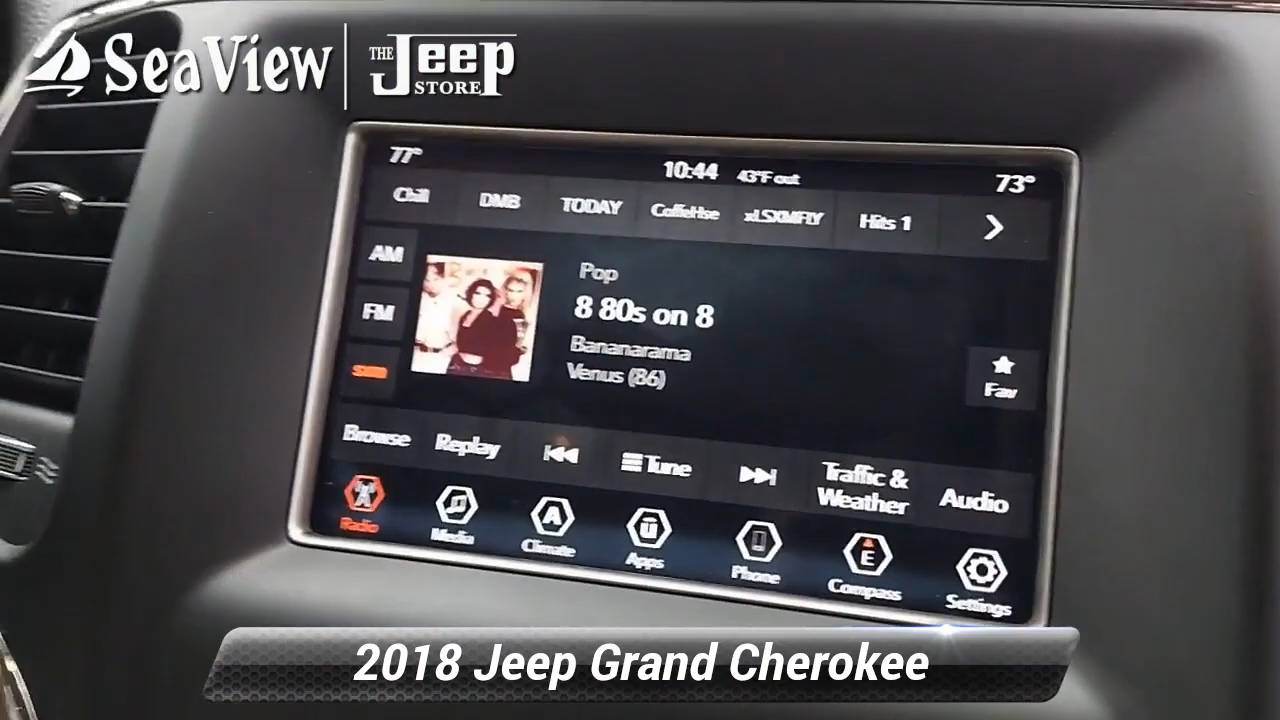 SeaView
THE Jeep STORE
77°
10:44 43°F out
73°
Chill DMB TODAY CoffeHse xLSXMFLY Hits 1
AM
FM
SXM
Pop
8 80s on 8
Bananarama
Venus (86)
Fav
Browse Replay Tune Traffic & Weather Audio
A
ü
E
Radio Media Climate Apps Phone Compass Settings
2018 Jeep Grand Cherokee